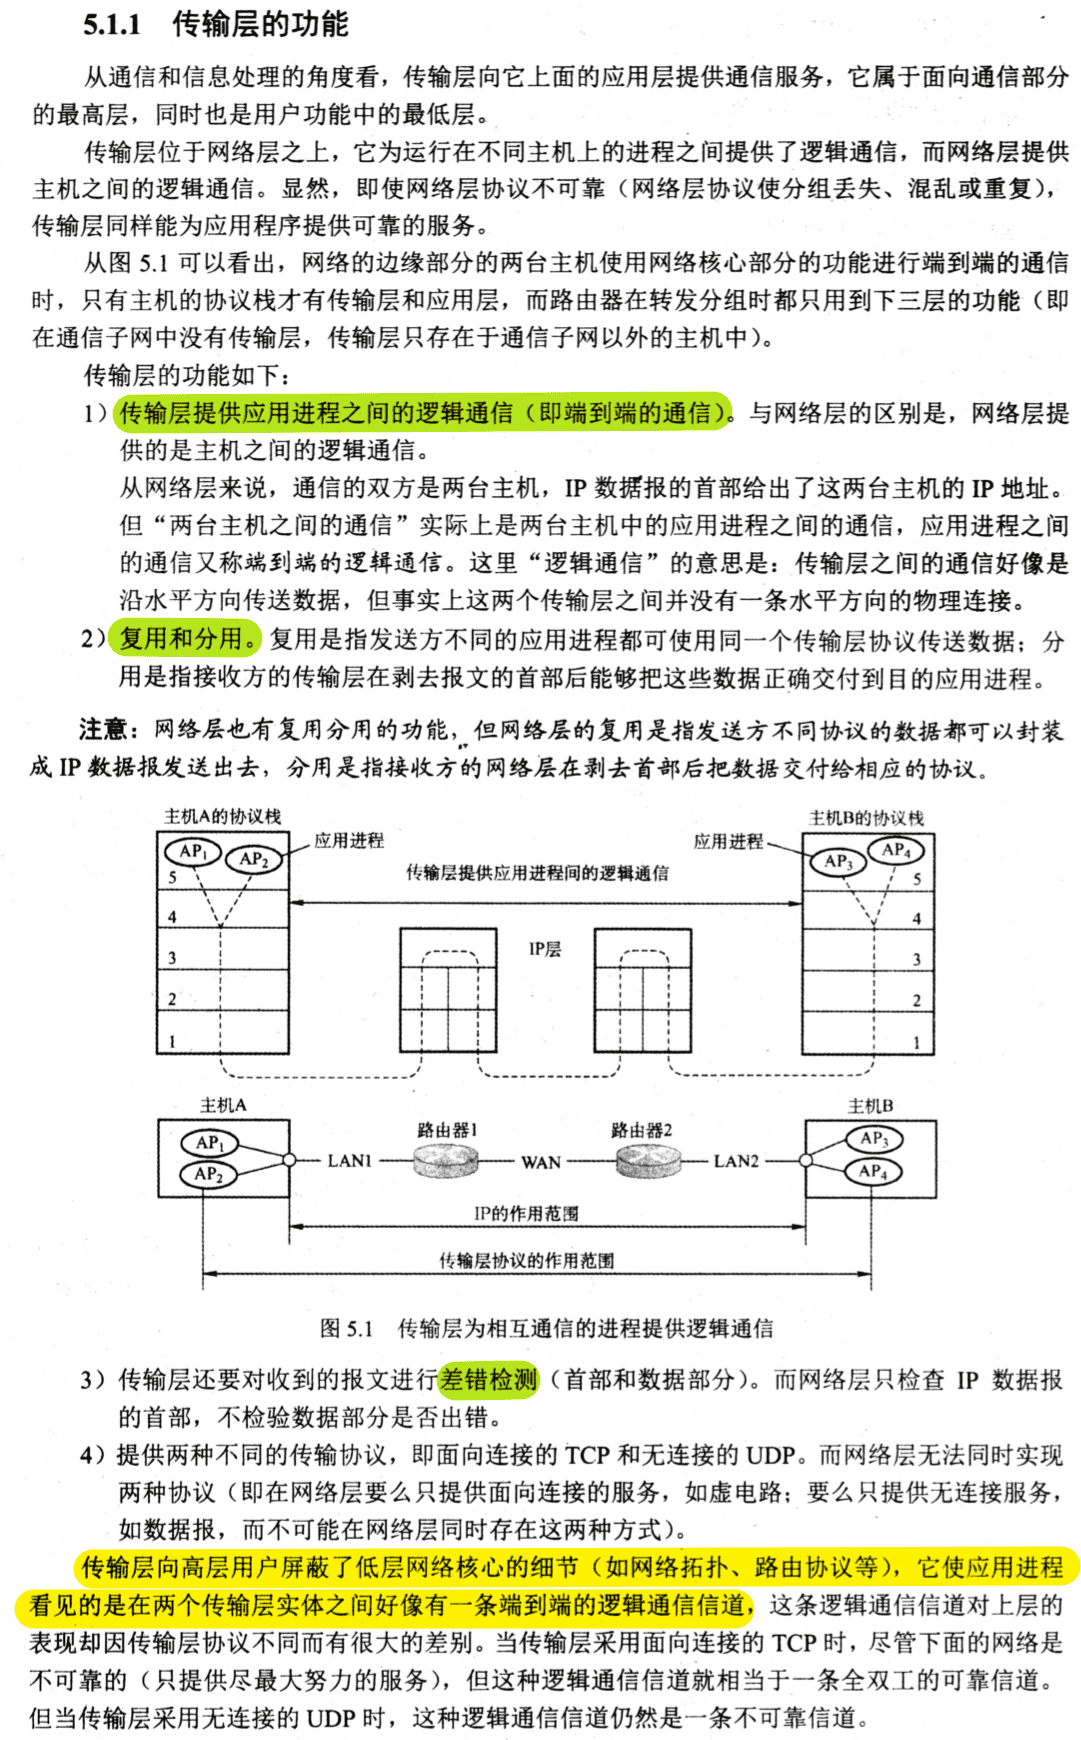 5.1.1 传输层的功能
从通信和信息处理的角度看，传输层向它上面的应用层提供通信服务，它属于面向通信部分
的最高层，同时也是用户功能中的最低层。
传输层位于网络层之上，它为运行在不同主机上的进程之间提供了逻辑通信，而网络层提供
主机之间的逻辑通信。显然，即使网络层协议不可靠（网络层协议使分组丢失、混乱或重复），
传输层同样能为应用程序提供可靠的服务。
从图 5.1 可以看出，网络的边缘部分的两台主机使用网络核心部分的功能进行端到端的通信
时，只有主机的协议栈才有传输层和应用层，而路由器在转发分组时都只用到下三层的功能（即
在通信子网中没有传输层，传输层只存在于通信子网以外的主机中）。
传输层的功能如下：
1）传输层提供应用进程之间的逻辑通信（即端到端的通信）。与网络层的区别是，网络层提
供的是主机之间的逻辑通信。
从网络层来说，通信的双方是两台主机，IP 数据报的首部给出了这两台主机的 IP 地址。
但“两台主机之间的通信”实际上是两台主机中的应用进程之间的通信，应用进程之间
的通信又称端到端的逻辑通信。这里“逻辑通信”的意思是：传输层之间的通信好像是
沿水平方向传送数据，但事实上这两个传输层之间并没有一条水平方向的物理连接。
2）复用和分用。复用是指发送方不同的应用进程都可使用同一个传输层协议传送数据；分
用是指接收方的传输层在剥去报文的首部后能够把这些数据正确交付到目的应用进程。
注意：网络层也有复用分用的功能，但网络层的复用是指发送方不同协议的数据都可以封装
成 IP 数据报发送出去，分用是指接收方的网络层在剥去首部后把数据交付给相应的协议。
主机A的协议栈
主机B的协议栈
AP1
AP2
应用进程
应用进程
AP3
AP4
传输层提供应用进程间的逻辑通信
5
5
4
4
IP层
3
3
2
2
1
1
主机A
主机B
AP1
AP2
路由器1
路由器2
AP3
AP4
LAN1
WAN
LAN2
IP的作用范围
传输层协议的作用范围
图 5.1 传输层为相互通信的进程提供逻辑通信
3）传输层还要对收到的报文进行差错检测（首部和数据部分）。而网络层只检查 IP 数据报
的首部，不检验数据部分是否出错。
4）提供两种不同的传输协议，即面向连接的 TCP 和无连接的 UDP。而网络层无法同时实现
两种协议（即在网络层要么只提供面向连接的服务，如虚电路；要么只提供无连接服务，
如数据报，而不可能在网络层同时存在这两种方式）。
传输层向高层用户屏蔽了低层网络核心的细节（如网络拓扑、路由协议等），它使应用进程
看见的是在两个传输层实体之间好像有一条端到端的逻辑通信信道，这条逻辑通信信道对上层的
表现却因传输层协议不同而有很大的差别。当传输层采用面向连接的 TCP 时，尽管下面的网络是
不可靠的（只提供尽最大努力的服务），但这种逻辑通信信道就相当于一条全双工的可靠信道。
但当传输层采用无连接的 UDP 时，这种逻辑通信信道仍然是一条不可靠信道。